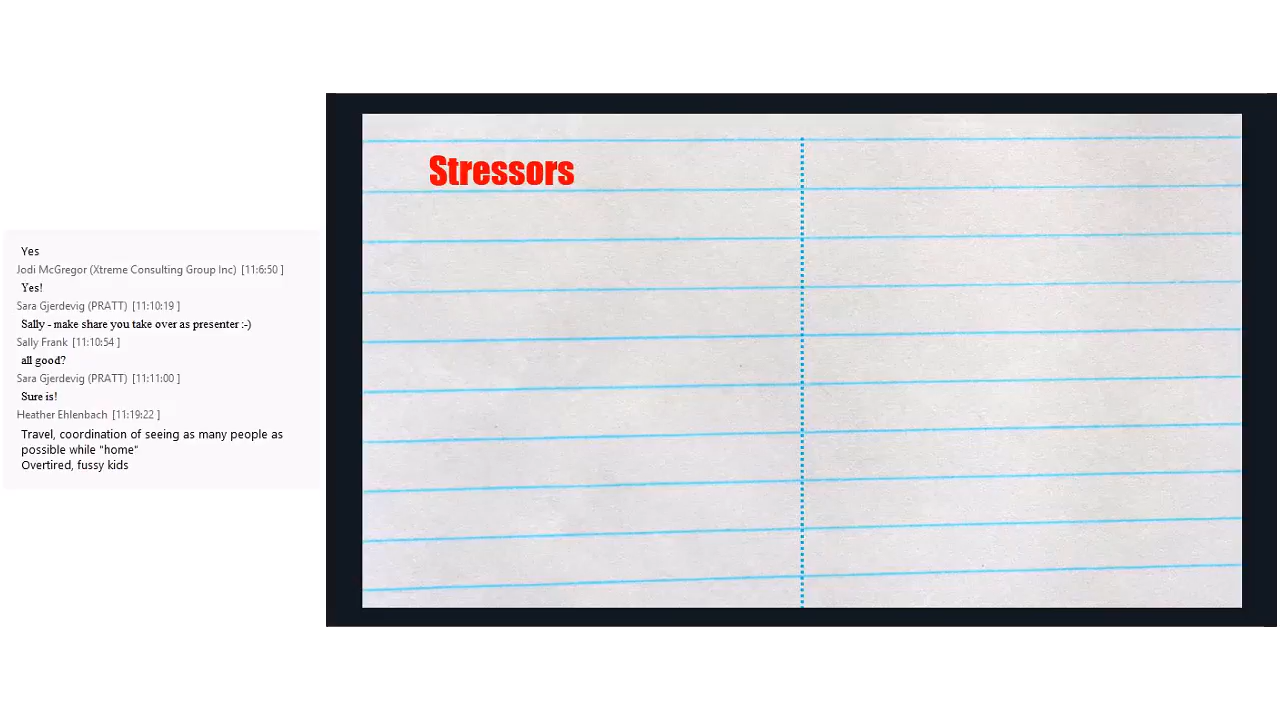 Yes
Jodi McGregor (Xtreme Consulting Group Inc) [11:6:50 ]
Yes!
Sara Gjerdevig (PRATT) [11:10:19 ]
Sally - make share you take over as presenter :-)
Sally Frank [11:10:54 ]
all good?
Sara Gjerdevig (PRATT) [11:11:00 ]
Sure is!
Heather Ehlenbach [11:19:22 ]
Travel, coordination of seeing as many people as
possible while "home"
Overtired, fussy kids
Stressors